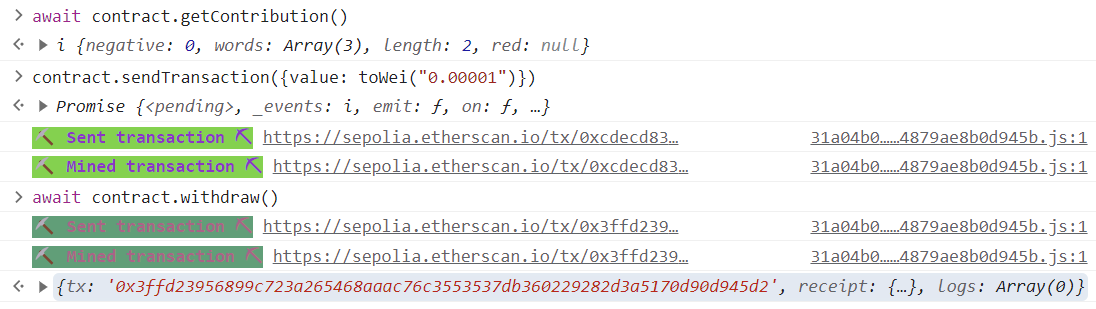 > await contract.getContribution()
<· ▶ i {negative: 0, words: Array(3), length: 2, red: null}
> contract.sendTransaction({value: toWei("0.00001")})
<· ▶ Promise {<pending>, _events: i, emit: ƒ, on: ƒ, …}
⛏ Sent transaction ⛏ https://sepolia.etherscan.io/tx/0xcdecd83… 31a04b0……4879ae8b0d945b.js:1
⛏ Mined transaction ⛏ https://sepolia.etherscan.io/tx/0xcdecd83… 31a04b0……4879ae8b0d945b.js:1
> await contract.withdraw()
⛏ Sent transaction ⛏ https://sepolia.etherscan.io/tx/0x3ffd239… 31a04b0……4879ae8b0d945b.js:1
⛏ Mined transaction ⛏ https://sepolia.etherscan.io/tx/0x3ffd239… 31a04b0……4879ae8b0d945b.js:1
<· ▶ {tx: '0x3ffd23956899c723a265468aaac76c3553537db360229282d3a5170d90d945d2', receipt: {…}, logs: Array(0)}